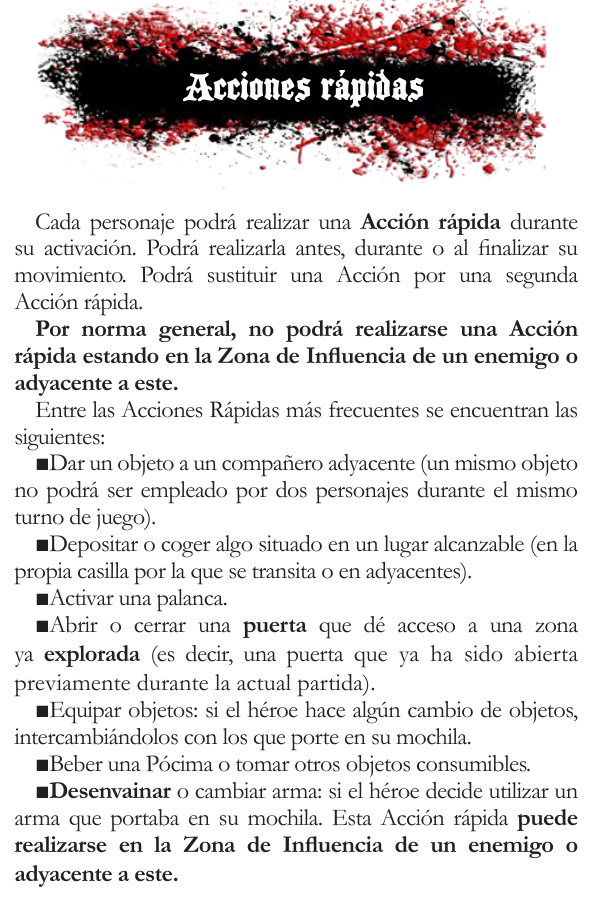 Acciones rápidas
Cada personaje podrá realizar una Acción rápida durante
su activación. Podrá realizarla antes, durante o al finalizar su
movimiento. Podrá sustituir una Acción por una segunda
Acción rápida.
Por norma general, no podrá realizarse una Acción
rápida estando en la Zona de Influencia de un enemigo o
adyacente a este.
Entre las Acciones Rápidas más frecuentes se encuentran las
siguientes:
■Dar un objeto a un compañero adyacente (un mismo objeto
no podrá ser empleado por dos personajes durante el mismo
turno de juego).
■Depositar o coger algo situado en un lugar alcanzable (en la
propia casilla por la que se transita o en adyacentes).
■Activar una palanca.
■Abrir o cerrar una puerta que dé acceso a una zona
ya explorada (es decir, una puerta que ya ha sido abierta
previamente durante la actual partida).
■Equipar objetos: si el héroe hace algún cambio de objetos,
intercambiándolos con los que porte en su mochila.
■Beber una Pócima o tomar otros objetos consumibles.
■Desenvainar o cambiar arma: si el héroe decide utilizar un
arma que portaba en su mochila. Esta Acción rápida puede
realizarse en la Zona de Influencia de un enemigo o
adyacente a este.